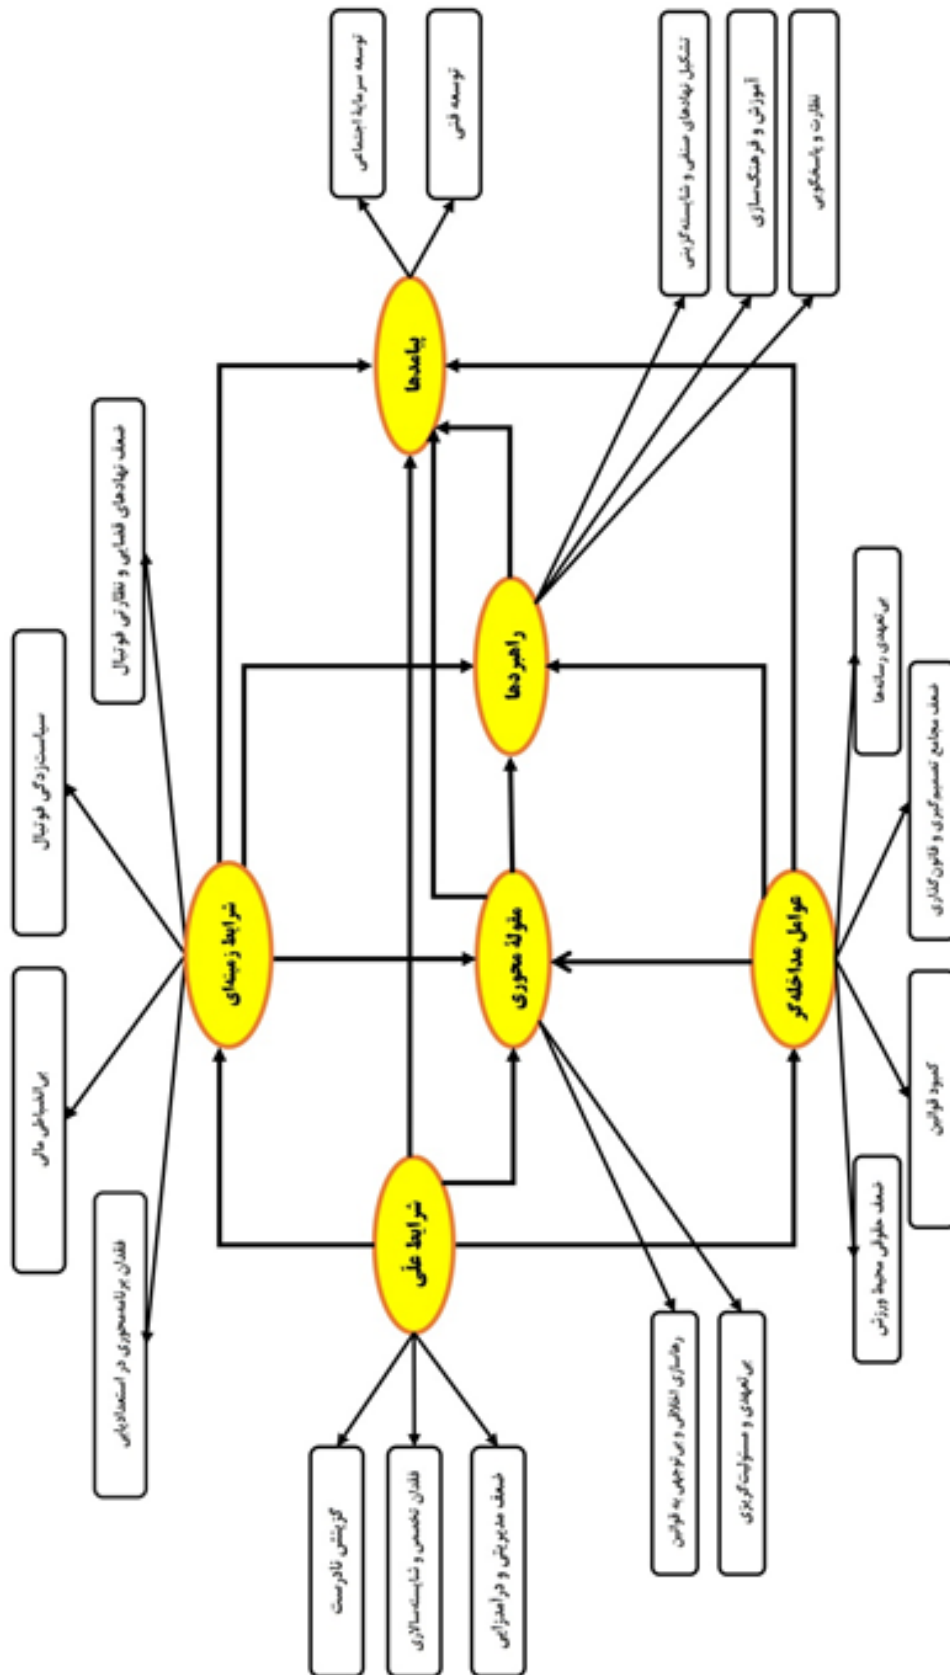 توسعه سرمایهٔ اجتماعی
توسعه فنی
تشکیل نهادهای صنفی و شایسته‌گزینی
آموزش و فرهنگ‌سازی
نظارت و پاسخگویی
پیامدها
ضعف نهادهای قضایی و نظارتی فوتبال
سیاست‌زدگی فوتبال
بی‌انضباطی مالی
فقدان برنامه‌محوری در استعدادیابی
شرایط زمینه‌ای
راهبردها
مقولهٔ محوری
عوامل مداخله‌گر
بی‌تعهدی رسانه‌ها
ضعف مجامع تصمیم‌گیری و قانون‌گذاری
کمبود قوانین
ضعف حقوقی محیط ورزش
شرایط علّی
گزینش نادرست
فقدان تخصص و شایسته‌سالاری
ضعف مدیریتی و درآمدزایی
رهاسازی اخلاقی و بی‌توجهی به قوانین
بی‌تعهدی و مسئولیت‌گریزی